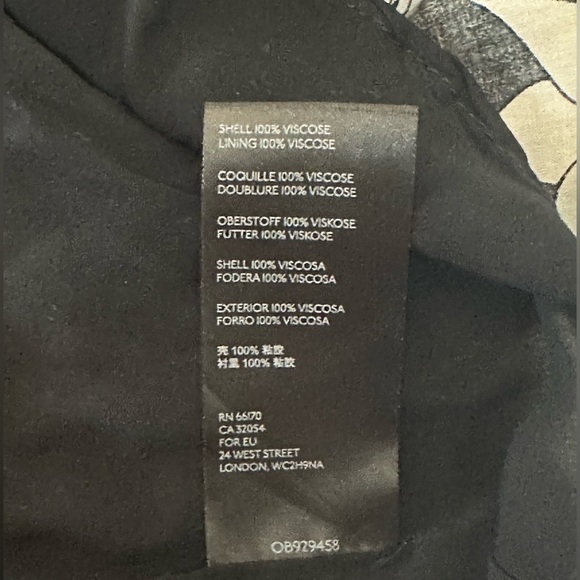 SHELL 100% VISCOSE
LINING 100% VISCOSE
COQUILLE 100% VISCOSE
DOUBLURE 100% VISCOSE
OBERSTOFF 100% VISKOSE
FUTTER 100% VISKOSE
SHELL 100% VISCOSA
FODERA 100% VISCOSA
EXTERIOR 100% VISCOSA
FORRO 100% VISCOSA
壳 100% 粘胶
衬里 100% 粘胶
RN 66170
CA 32054
FOR EU
24 WEST STREET
LONDON, WC2H9NA
OB929458